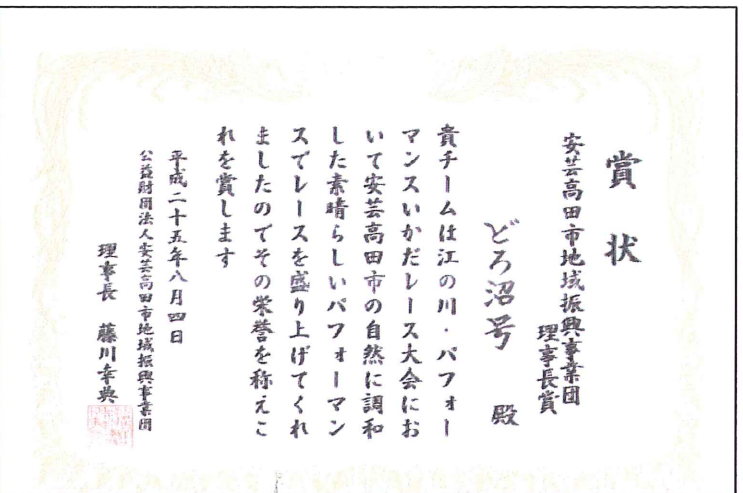 賞状
安芸高田市地域振興事業団
理事長賞
どろ沼号 殿
貴チームは江の川・パフォー
マンスいかだレース大会にお
いて安芸高田市の自然に調和
した素晴らしいパフォーマン
スでレースを盛り上げてくれ
ましたのでその栄誉を称えこ
れを賞します
平成二十五年八月四日
公益財団法人安芸高田市地域振興事業団
理事長 藤川幸典